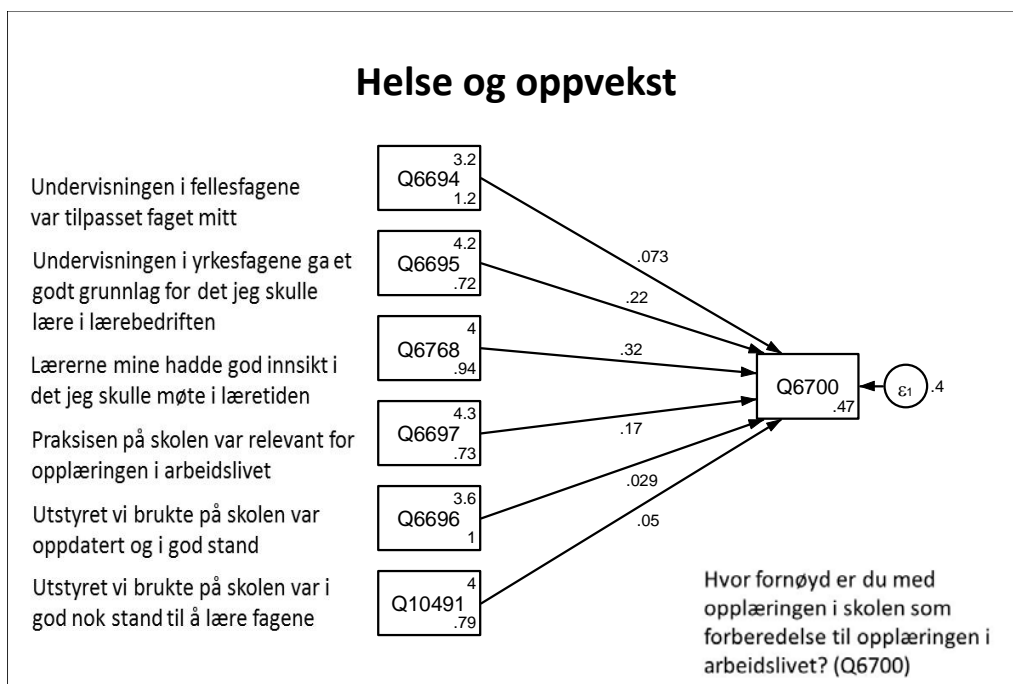 Helse og oppvekst
Undervisningen i fellesfagene
var tilpasset faget mitt
Undervisningen i yrkesfagene ga et
godt grunnlag for det jeg skulle
lære i lærebedriften
Lærerne mine hadde god innsikt i
det jeg skulle møte i læretiden
Praksisen på skolen var relevant for
opplæringen i arbeidslivet
Utstyret vi brukte på skolen var
oppdatert og i god stand
Utstyret vi brukte på skolen var i
god nok stand til å lære fagene
3.2
Q6694
1.2
4.2
Q6695
.72
4
Q6768
.94
4.3
Q6697
.73
3.6
Q6696
1
4
Q10491
.79
.073
.22
.32
.17
.029
.05
Q6700
.47
ε1
.4
Hvor fornøyd er du med
opplæringen i skolen som
forberedelse til opplæringen i
arbeidslivet? (Q6700)